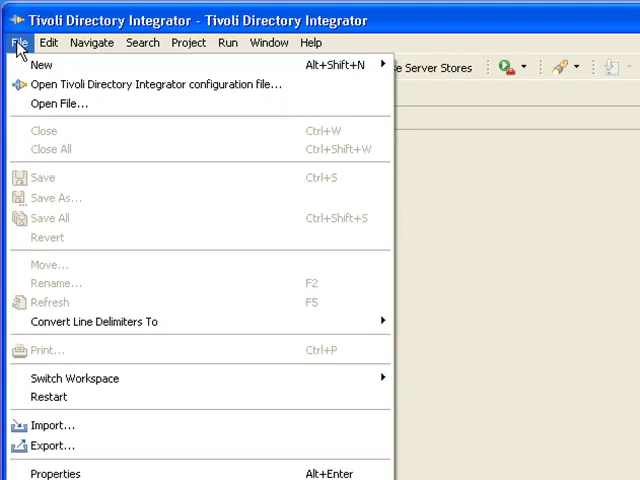 Tivoli Directory Integrator - Tivoli Directory Integrator
File Edit Navigate Search Project Run Window Help
New Alt+Shift+N
Server Stores
Open Tivoli Directory Integrator configuration file...
Open File...
Close Ctrl+W
Close All Ctrl+Shift+W
Save Ctrl+S
Save As...
Save All Ctrl+Shift+S
Revert
Move...
Rename... F2
Refresh F5
Convert Line Delimiters To
Print... Ctrl+P
Switch Workspace
Restart
Import...
Export...
Properties Alt+Enter